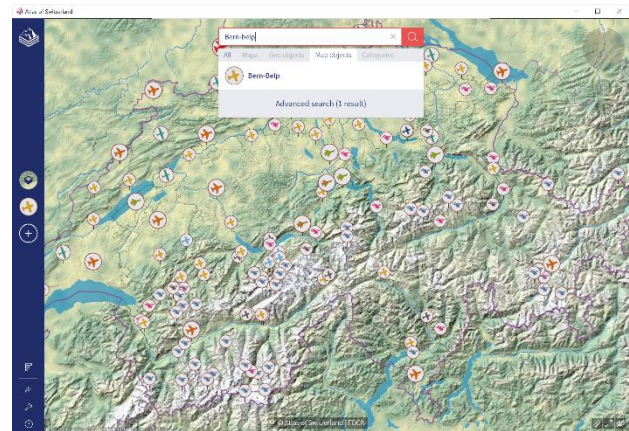 Atlas of Switzerland
Bern-belp
All Maps Geo objects Map objects Categories
Bern-Belp
Advanced search (1 result)
© Atlas of Switzerland | EDCA